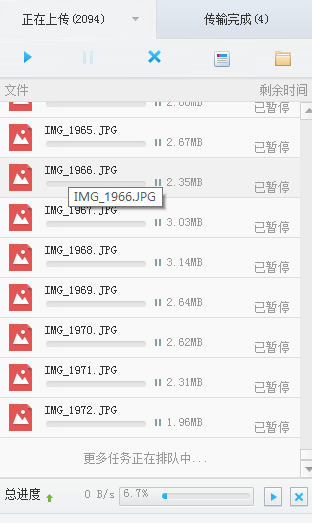 正在上传(2094)
传输完成(4)
文件 剩余时间
2.68MB 已暂停
IMG_1965.JPG
2.67MB 已暂停
IMG_1966.JPG
2.35MB 已暂停
IMG_1966.JPG
IMG_1967.JPG
3.03MB 已暂停
IMG_1968.JPG
3.14MB 已暂停
IMG_1969.JPG
2.64MB 已暂停
IMG_1970.JPG
2.62MB 已暂停
IMG_1971.JPG
2.31MB 已暂停
IMG_1972.JPG
1.96MB 已暂停
更多任务正在排队中...
总进度 0 B/s 6.7%